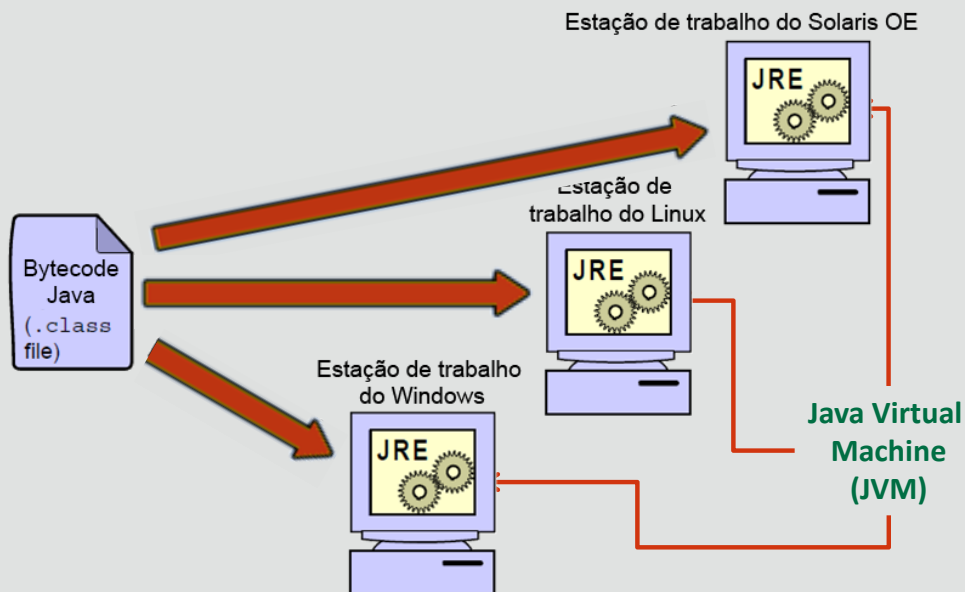 Estação de trabalho do Solaris OE
JRE
Estação de
trabalho do Linux
JRE
Bytecode
Java
(.class
file)
Estação de trabalho
do Windows
JRE
Java Virtual
Machine
(JVM)